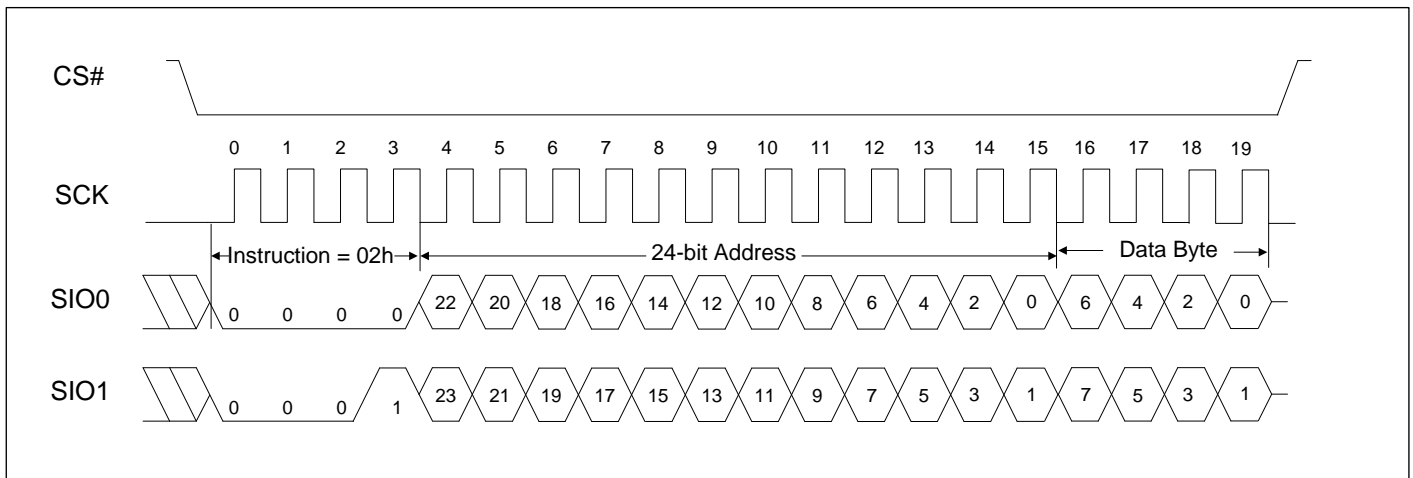 CS#
0 1 2 3 4 5 6 7 8 9 10 11 12 13 14 15 16 17 18 19
SCK
Instruction = 02h 24-bit Address Data Byte
SIO0 0 0 0 0 22 20 18 16 14 12 10 8 6 4 2 0 6 4 2 0
SIO1 0 0 0 1 23 21 19 17 15 13 11 9 7 5 3 1 7 5 3 1